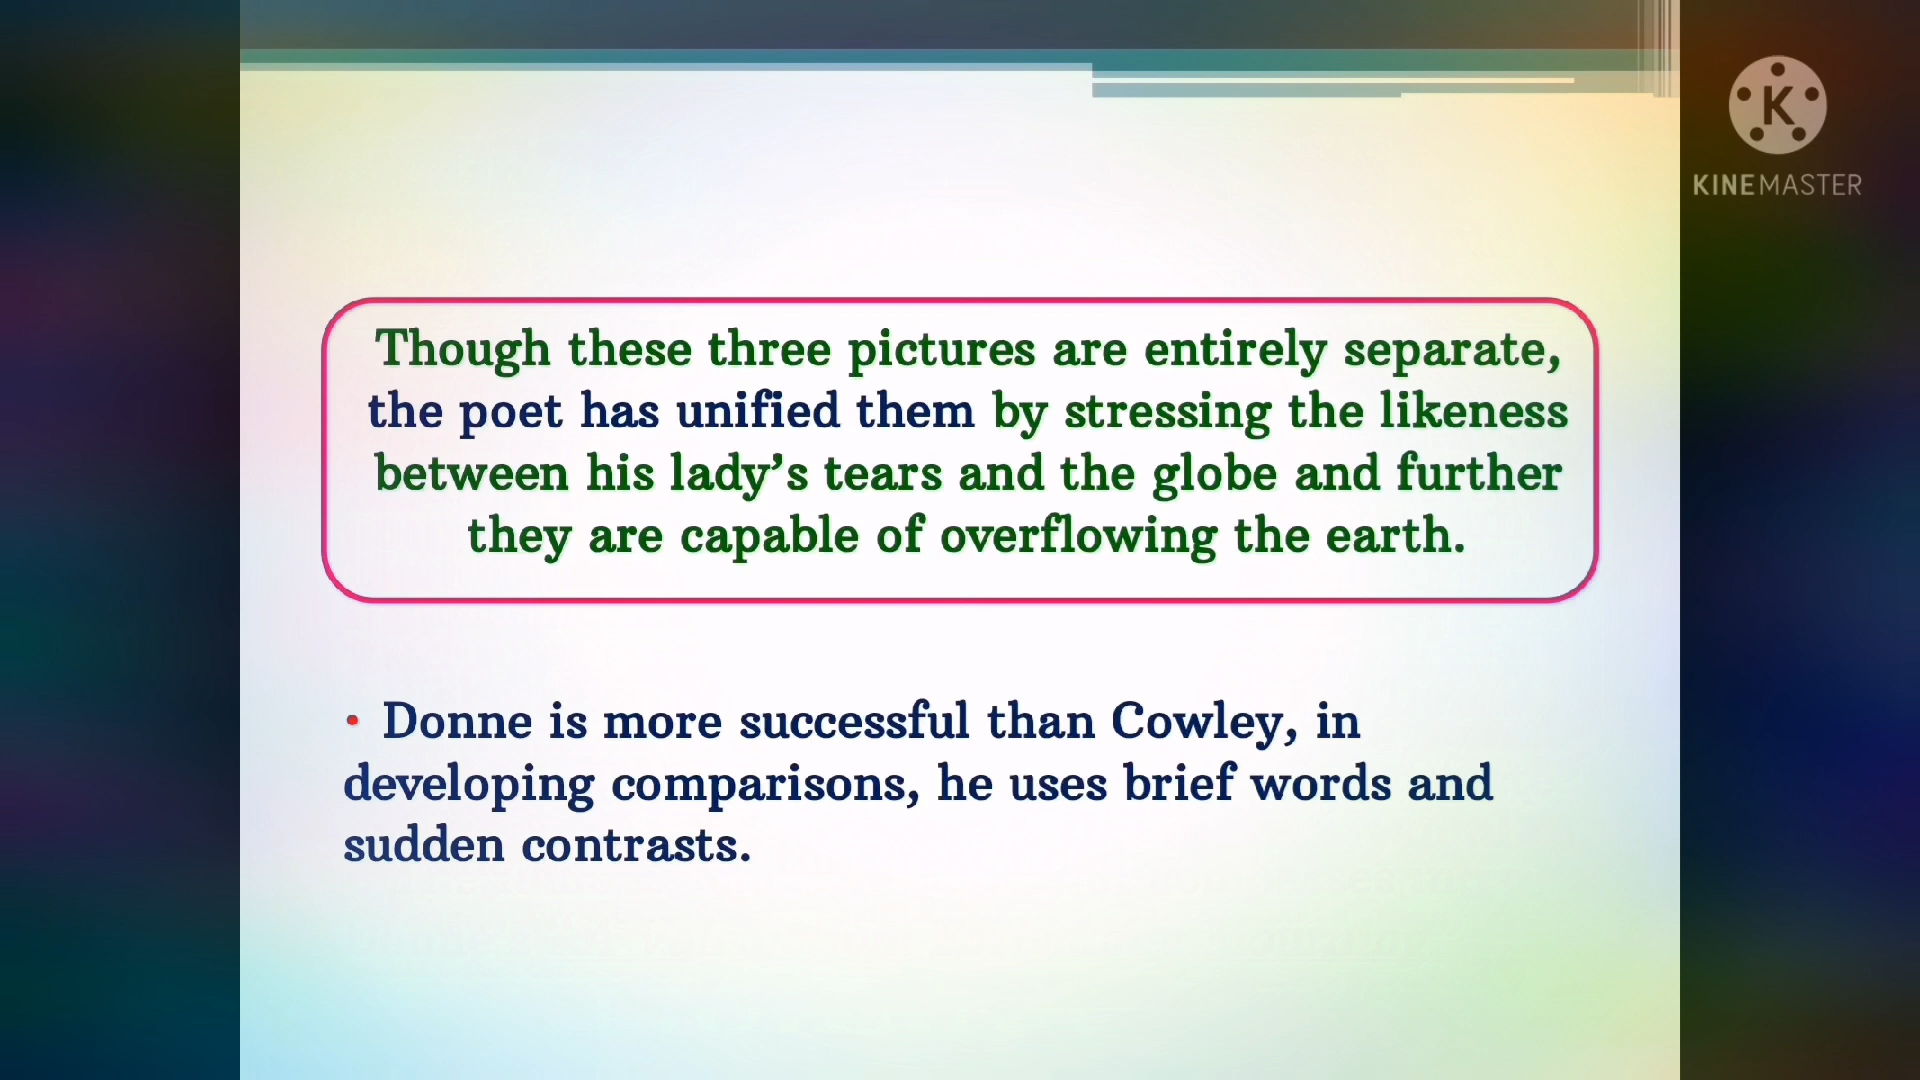 K
KINEMASTER
Though these three pictures are entirely separate,
the poet has unified them by stressing the likeness
between his lady’s tears and the globe and further
they are capable of overflowing the earth.
• Donne is more successful than Cowley, in
developing comparisons, he uses brief words and
sudden contrasts.